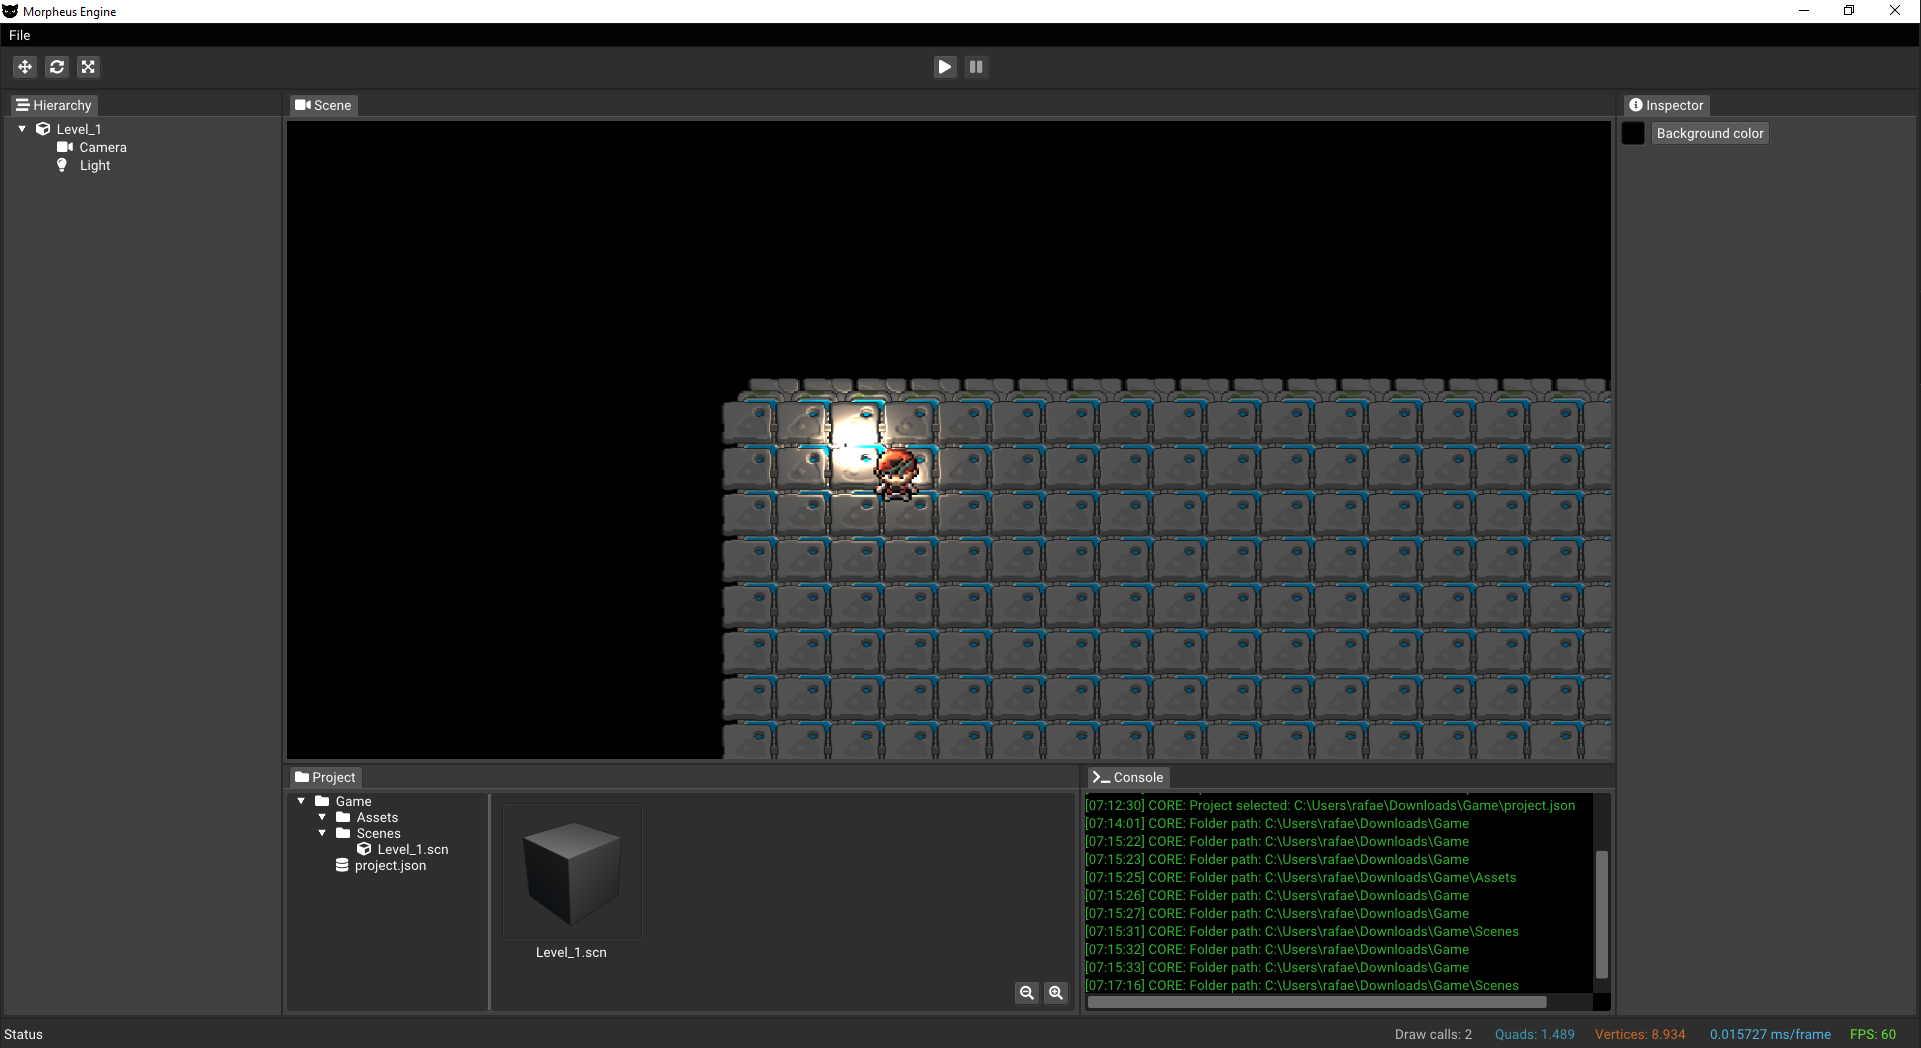 Morpheus Engine
File
Hierarchy
Level_1
Camera
Light
Scene
Inspector
Background color
Project
Game
Assets
Scenes
Level_1.scn
project.json
Level_1.scn
Console
[07:12:30] CORE: Project selected: C:\Users\rafae\Downloads\Game\project.json
[07:14:01] CORE: Folder path: C:\Users\rafae\Downloads\Game
[07:15:22] CORE: Folder path: C:\Users\rafae\Downloads\Game
[07:15:23] CORE: Folder path: C:\Users\rafae\Downloads\Game
[07:15:25] CORE: Folder path: C:\Users\rafae\Downloads\Game\Assets
[07:15:26] CORE: Folder path: C:\Users\rafae\Downloads\Game
[07:15:27] CORE: Folder path: C:\Users\rafae\Downloads\Game
[07:15:31] CORE: Folder path: C:\Users\rafae\Downloads\Game\Scenes
[07:15:32] CORE: Folder path: C:\Users\rafae\Downloads\Game
[07:15:33] CORE: Folder path: C:\Users\rafae\Downloads\Game
[07:17:16] CORE: Folder path: C:\Users\rafae\Downloads\Game\Scenes
Status
Draw calls: 2 Quads: 1.489 Vertices: 8.934 0.015727 ms/frame FPS: 60